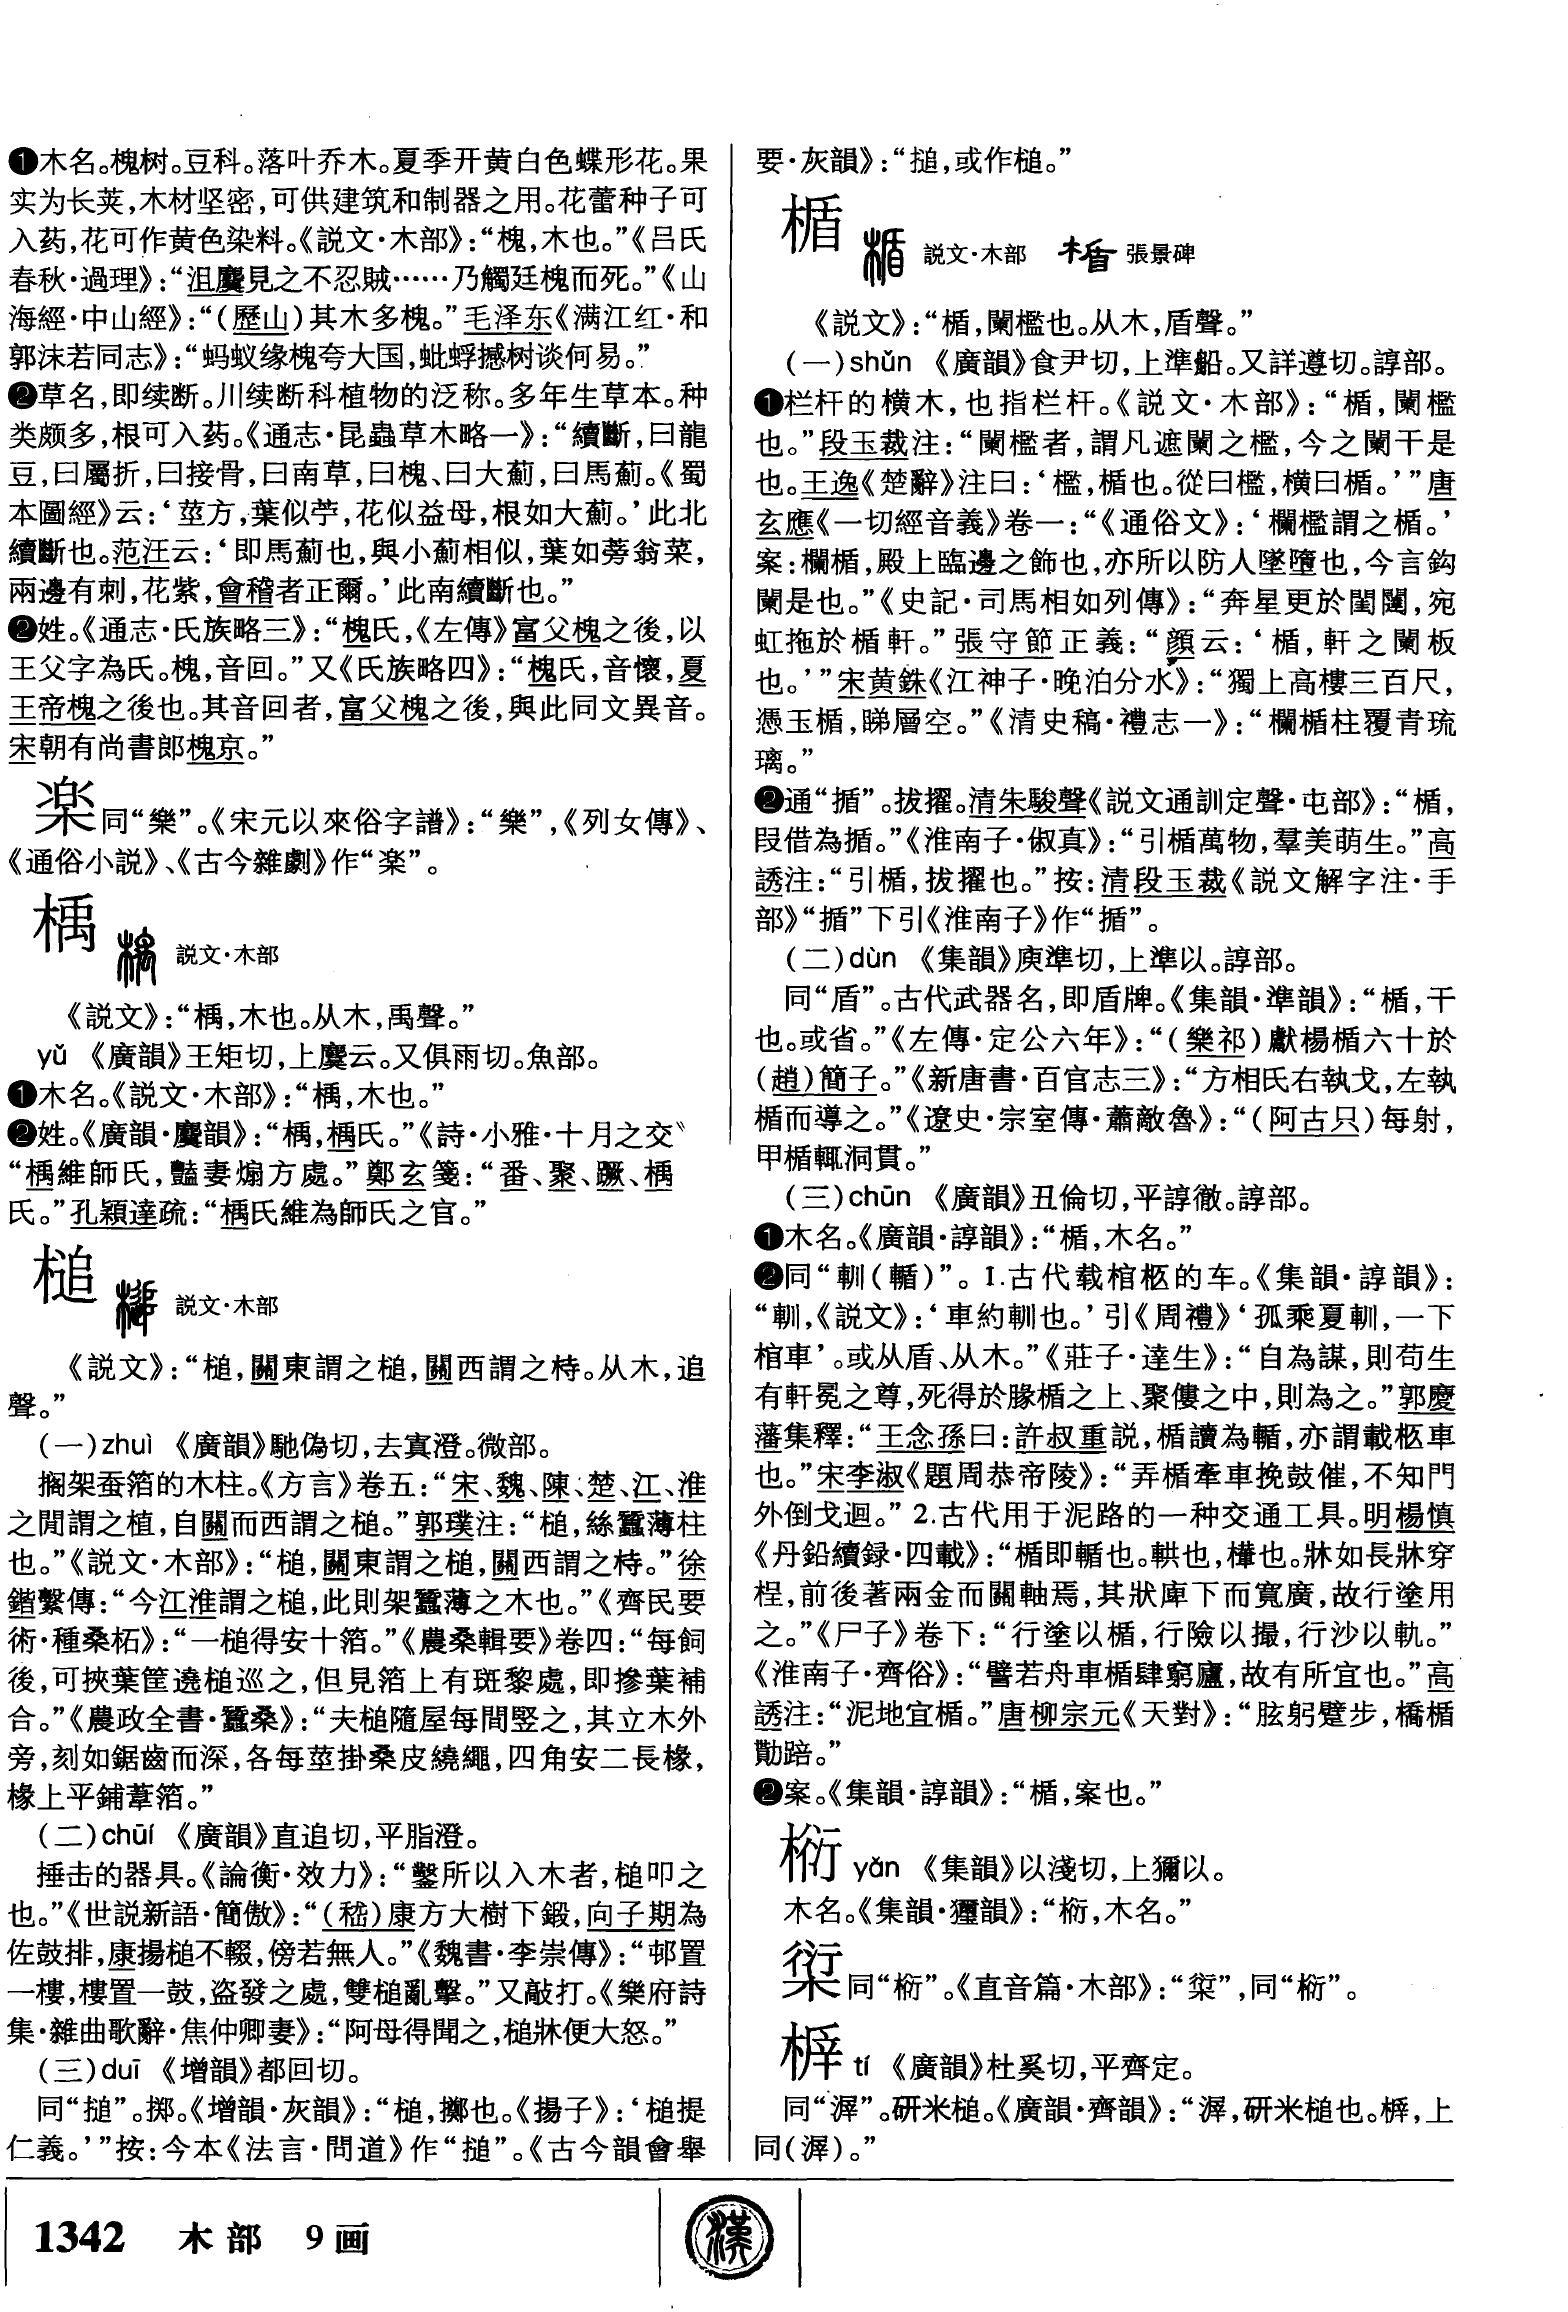 ❶木名。槐树。豆科。落叶乔木。夏季开黄白色蝶形花。果
实为长荚，木材坚密，可供建筑和制器之用。花蕾种子可
入药，花可作黄色染料。《説文·木部》：“槐，木也。”《吕氏
春秋·過理》：“沮麛見之不忍賊……乃觸廷槐而死。”《山
海經·中山經》：“（歷山）其木多槐。”毛泽东《满江红·和
郭沫若同志》：“蚂蚁缘槐夸大国，蚍蜉撼树谈何易。”
❷草名，即续断。川续断科植物的泛称。多年生草本。种
类颇多，根可入药。《通志·昆蟲草木略一》：“續斷，曰龍
豆，曰屬折，曰接骨，曰南草，曰槐、曰大薊，曰馬薊。《蜀
本圖經》云：‘莖方，葉似苧，花似益母，根如大薊。’此北
續斷也。范汪云：‘即馬薊也，與小薊相似，葉如蒡翁菜，
兩邊有刺，花紫，會稽者正爾。’此南續斷也。”
❷姓。《通志·氏族略三》：“槐氏，《左傳》富父槐之後，以
王父字為氏。槐，音回。”又《氏族略四》：“槐氏，音懷，夏
王帝槐之後也。其音回者，富父槐之後，與此同文異音。
宋朝有尚書郎槐京。”
楽同“樂”。《宋元以來俗字譜》：“樂”，《列女傳》、
《通俗小説》、《古今雜劇》作“楽”。
楀 説文·木部
《説文》：“楀，木也。从木，禹聲。”
yǔ 《廣韻》王矩切，上麌云。又俱雨切。魚部。
❶木名。《説文·木部》：“楀，木也。”
❷姓。《廣韻·麌韻》：“楀，楀氏。”《詩·小雅·十月之交》
“楀維師氏，豔妻煽方處。”鄭玄箋：“番、聚、蹶、楀
氏。”孔穎達疏：“楀氏維為師氏之官。”
槌 説文·木部
《説文》：“槌，關東謂之槌，關西謂之㭙。从木，追
聲。”
（一）zhuì 《廣韻》馳偽切，去寘澄。微部。
搁架蚕箔的木柱。《方言》卷五：“宋、魏、陳、楚、江、淮
之閒謂之植，自關而西謂之槌。”郭璞注：“槌，絲蠶薄柱
也。”《説文·木部》：“槌，關東謂之槌，關西謂之㭙。”徐
鍇繫傳：“今江淮謂之槌，此則架蠶薄之木也。”《齊民要
術·種桑柘》：“一槌得安十箔。”《農桑輯要》卷四：“每飼
後，可挾葉筐遶槌巡之，但見箔上有斑黎處，即摻葉補
合。”《農政全書·蠶桑》：“夫槌隨屋每間竪之，其立木外
旁，刻如鋸齒而深，各每莖掛桑皮繞繩，四角安二長椽，
椽上平鋪葦箔。”
（二）chūí 《廣韻》直追切，平脂澄。
捶击的器具。《論衡·效力》：“鑿所以入木者，槌叩之
也。”《世説新語·簡傲》：“（嵇）康方大樹下鍛，向子期為
佐鼓排，康揚槌不輟，傍若無人。”《魏書·李崇傳》：“邨置
一樓，樓置一鼓，盗發之處，雙槌亂擊。”又敲打。《樂府詩
集·雜曲歌辭·焦仲卿妻》：“阿母得聞之，槌牀便大怒。”
（三）duī 《增韻》都回切。
同“搥”。掷。《增韻·灰韻》：“槌，擲也。《揚子》：‘槌提
仁義。’”按：今本《法言·問道》作“搥”。《古今韻會舉
要·灰韻》：“搥，或作槌。”
楯 説文·木部 張景碑
《説文》：“楯，闌檻也。从木，盾聲。”
（一）shǔn 《廣韻》食尹切，上準船。又詳遵切。諄部。
❶栏杆的横木，也指栏杆。《説文·木部》：“楯，闌檻
也。”段玉裁注：“闌檻者，謂凡遮闌之檻，今之闌干是
也。王逸《楚辭》注曰：‘檻，楯也。從曰檻，横曰楯。’”唐
玄應《一切經音義》卷一：“《通俗文》：‘欄檻謂之楯。’
案：欄楯，殿上臨邊之飾也，亦所以防人墜墮也，今言鈎
闌是也。”《史記·司馬相如列傳》：“奔星更於閨闥，宛
虹拖於楯軒。”張守節正義：“顔云：‘楯，軒之闌板
也。’”宋黄銖《江神子·晚泊分水》：“獨上高樓三百尺，
憑玉楯，睇層空。”《清史稿·禮志一》：“欄楯柱覆青琉
璃。”
❷通“揗”。拔擢。清朱駿聲《説文通訓定聲·屯部》：“楯，
叚借為揗。”《淮南子·俶真》：“引楯萬物，羣美萌生。”高
誘注：“引楯，拔擢也。”按：清段玉裁《説文解字注·手
部》“揗”下引《淮南子》作“揗”。
（二）dùn 《集韻》庾準切，上準以。諄部。
同“盾”。古代武器名，即盾牌。《集韻·準韻》：“楯，干
也。或省。”《左傳·定公六年》：“（樂祁）獻楊楯六十於
（趙）簡子。”《新唐書·百官志三》：“方相氏右執戈，左執
楯而導之。”《遼史·宗室傳·蕭敵魯》：“（阿古只）每射，
甲楯輒洞貫。”
（三）chūn 《廣韻》丑倫切，平諄徹。諄部。
❶木名。《廣韻·諄韻》：“楯，木名。”
❷同“䡅（輴）”。1.古代载棺柩的车。《集韻·諄韻》：
“䡅，《説文》：‘車約䡅也。’引《周禮》‘孤乘夏䡅，一下
棺車’。或从盾、从木。”《莊子·達生》：“自為謀，則苟生
有軒冕之尊，死得於腞楯之上、聚僂之中，則為之。”郭慶
藩集釋：“王念孫曰：許叔重説，楯讀為輴，亦謂載柩車
也。”宋李淑《題周恭帝陵》：“弄楯牽車挽鼓催，不知門
外倒戈迴。”2.古代用于泥路的一种交通工具。明楊慎
《丹鉛續録·四載》：“楯即輴也。輁也，樏也。牀如長牀穿
桯，前後著兩金而關軸焉，其狀庳下而寬廣，故行塗用
之。”《尸子》卷下：“行塗以楯，行險以撮，行沙以軌。”
《淮南子·齊俗》：“譬若舟車楯肆窮廬，故有所宜也。”高
誘注：“泥地宜楯。”唐柳宗元《天對》：“胘躬躄步，橋楯
勩踣。”
❷案。《集韻·諄韻》：“楯，案也。”
椼 yǎn 《集韻》以淺切，上獮以。
木名。《集韻·獮韻》：“椼，木名。”
同“椼”。《直音篇·木部》：同“椼”。
tí 《廣韻》杜奚切，平齊定。
研米槌。《廣韻·齊韻》：研米槌也。
1342 木部 9画
漢